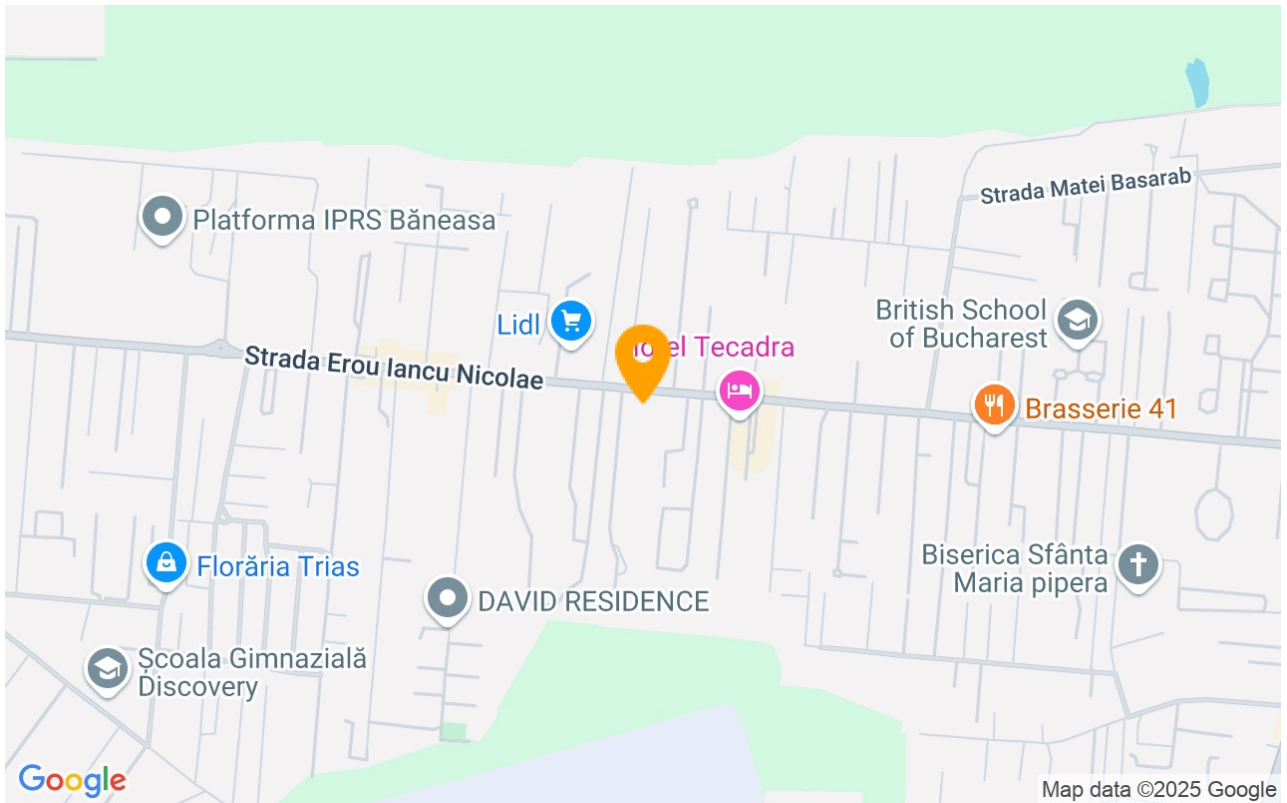 Strada Matei Basarab
Platforma IPRS Băneasa
Lidl
British School
of Bucharest
Strada Erou Iancu Nicolae
Tecadra
Brasserie 41
Biserica Sfânta
Maria pipera
Florăria Trias
DAVID RESIDENCE
Școala Gimnazială
Discovery
Google
Map data ©2025 Google